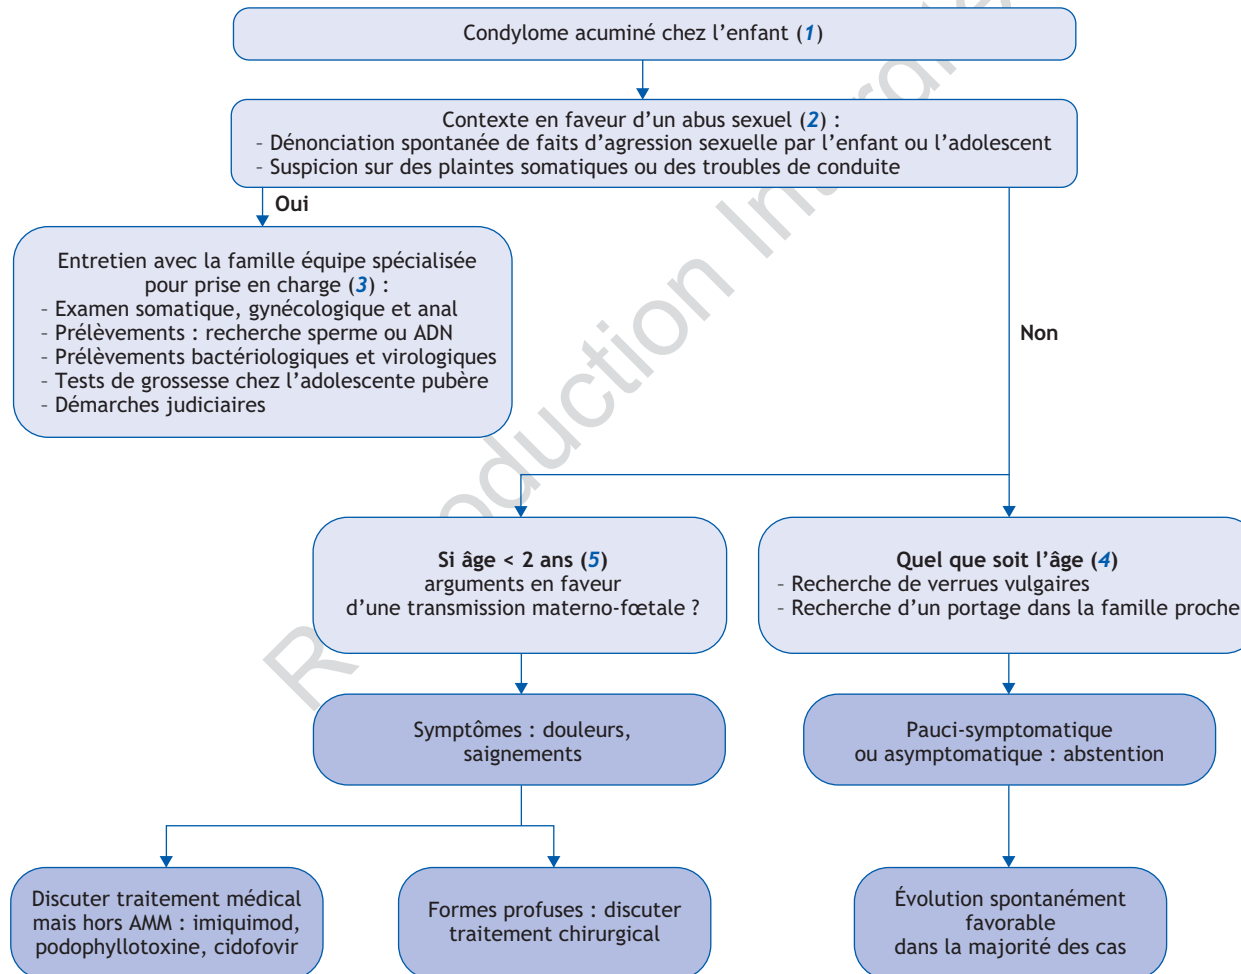 Condylome acuminé chez l'enfant (1)
Contexte en faveur d'un abus sexuel (2) :
- Dénonciation spontanée de faits d'agression sexuelle par l'enfant ou l'adolescent
- Suspicion sur des plaintes somatiques ou des troubles de conduite
Oui
Entretien avec la famille équipe spécialisée
pour prise en charge (3) :
- Examen somatique, gynécologique et anal
- Prélèvements : recherche sperme ou ADN
- Prélèvements bactériologiques et virologiques
- Tests de grossesse chez l'adolescente pubère
- Démarches judiciaires
Non
Si âge < 2 ans (5)
arguments en faveur
d'une transmission materno-fœtale ?
Quel que soit l'âge (4)
- Recherche de verrues vulgaires
- Recherche d'un portage dans la famille proche
Symptômes : douleurs,
saignements
Pauci-symptomatique
ou asymptomatique : abstention
Discuter traitement médical
mais hors AMM : imiquimod,
podophyllotoxine, cidofovir
Formes profuses : discuter
traitement chirurgical
Évolution spontanément
favorable
dans la majorité des cas